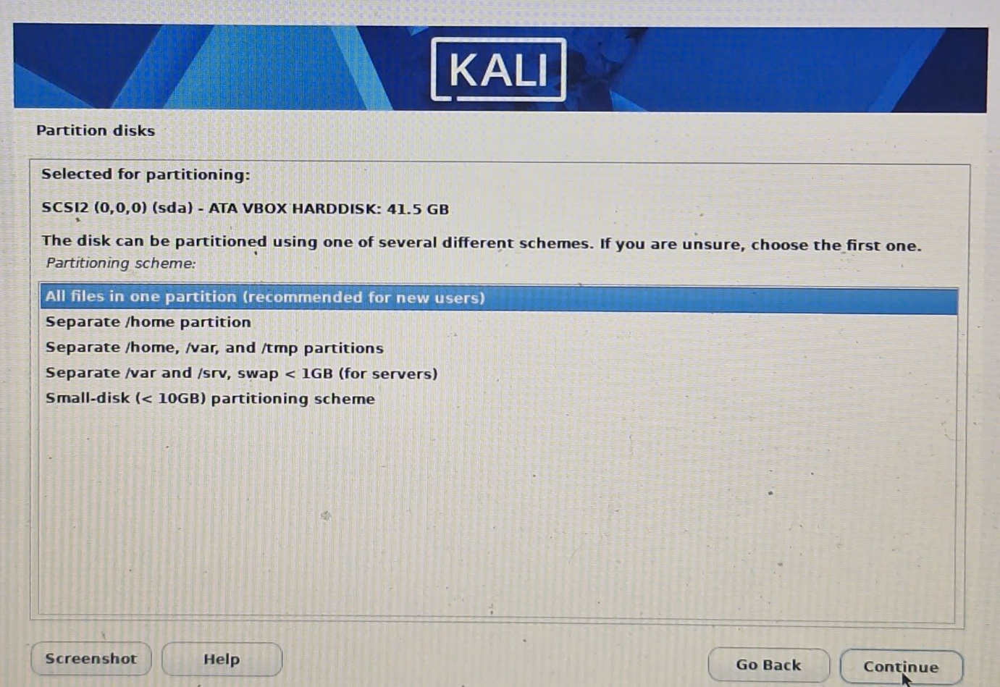 KALI
Partition disks
Selected for partitioning:
SCSI2 (0,0,0) (sda) - ATA VBOX HARDDISK: 41.5 GB
The disk can be partitioned using one of several different schemes. If you are unsure, choose the first one.
Partitioning scheme:
All files in one partition (recommended for new users)
Separate /home partition
Separate /home, /var, and /tmp partitions
Separate /var and /srv, swap < 1GB (for servers)
Small-disk (< 10GB) partitioning scheme
Screenshot
Help
Go Back
Continue